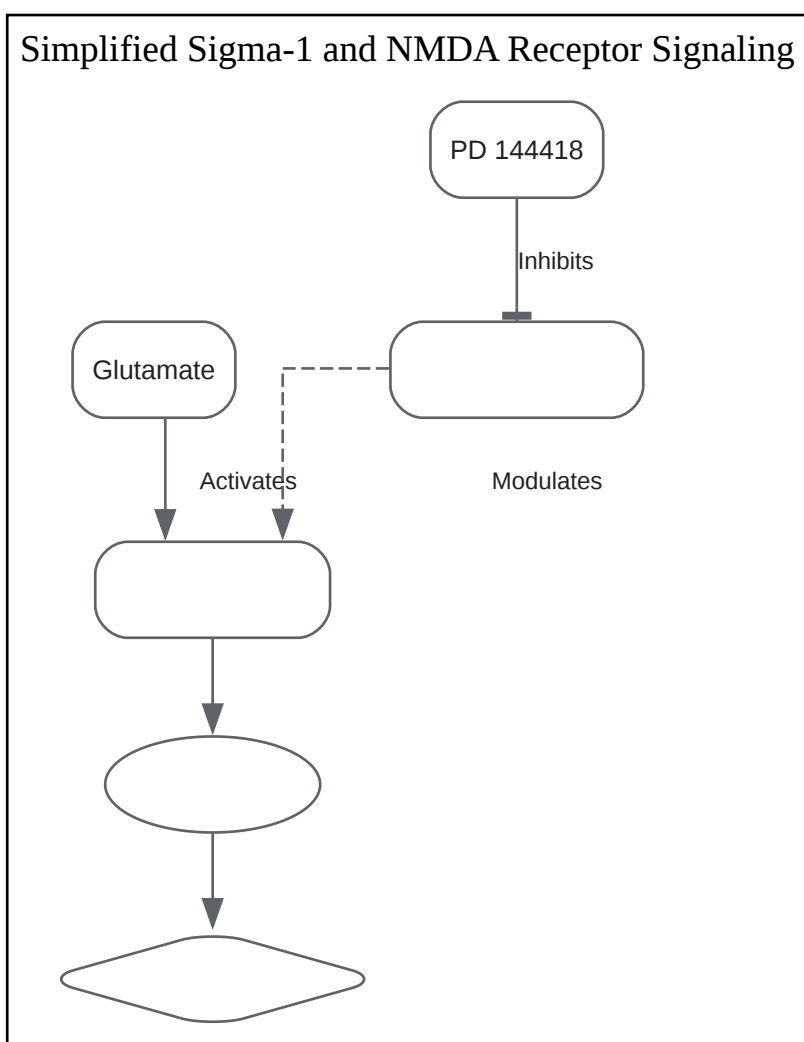 Simplified Sigma-1 and NMDA Receptor Signaling
PD 144418
Inhibits
Glutamate
Activates
Modulates